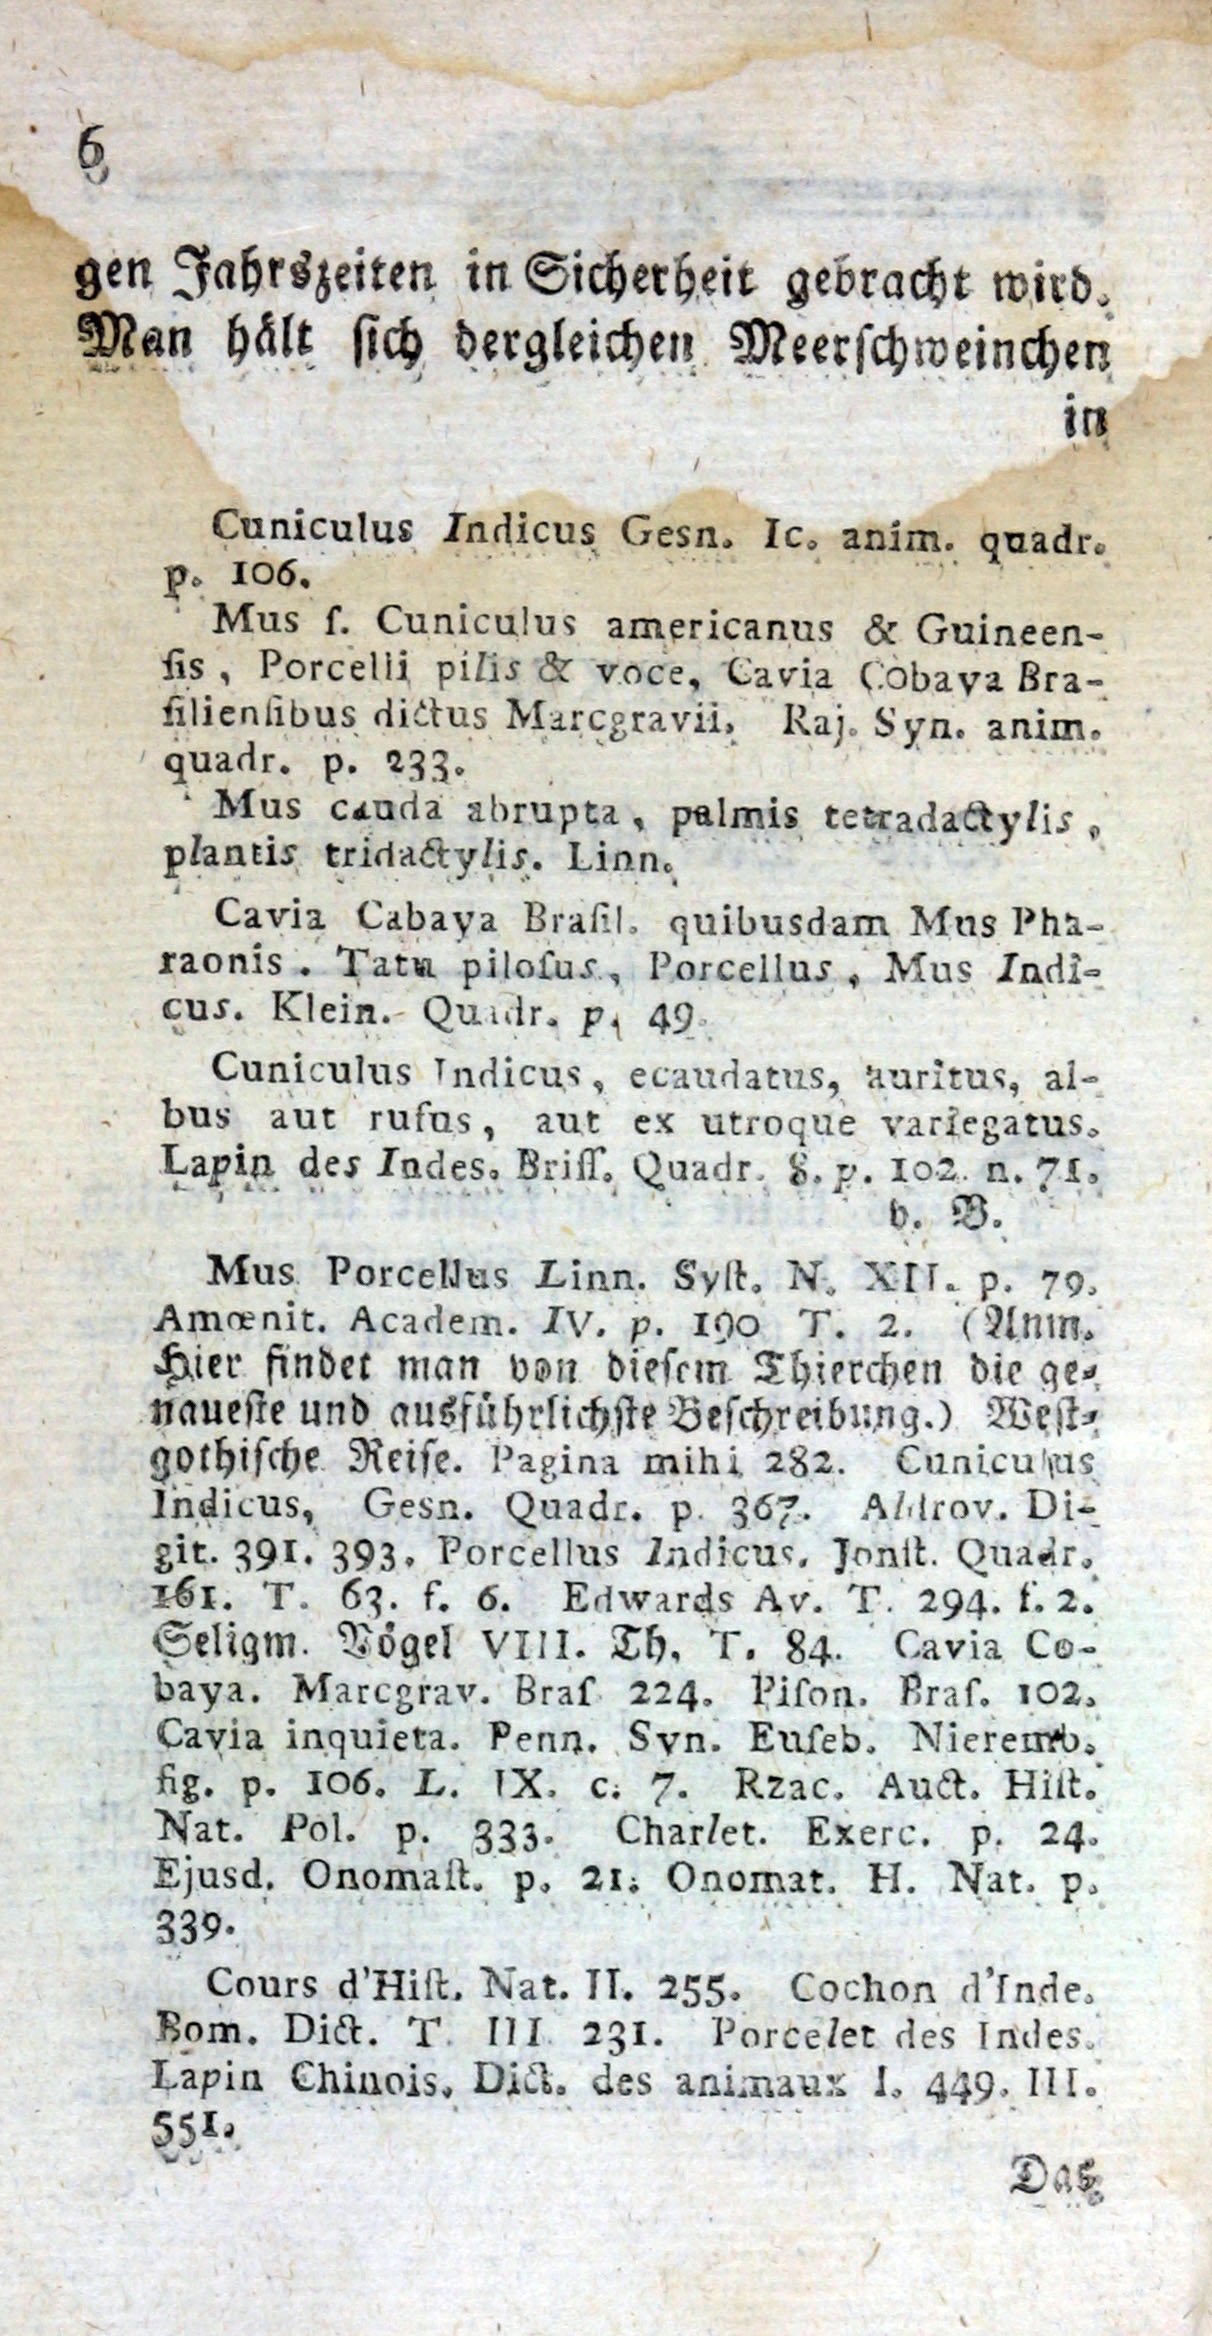 6
gen Jahrszeiten in Sicherheit gebracht wird.
Man hält ſich dergleichen Meerſchweinchen
in
Cuniculus Indicus Gesn. Ic. anim. quadr.
p. 106.
Mus ſ. Cuniculus americanus & Guineen-
ſis, Porcelli pilis & voce, Cavia Cobaya Bra-
ſilienſibus dictus Marcgravii. Raj. Syn. anim.
quadr. p. 233.
Mus cauda abrupta, palmis tetradactylis,
plantis tridactylis. Linn.
Cavia Cabaya Braſil. quibusdam Mus Pha-
raonis. Tatu piloſus, Porcellus, Mus Indi-
cus. Klein. Quadr. p. 49.
Cuniculus Indicus, ecaudatus, auritus, al-
bus aut rufus, aut ex utroque variegatus.
Lapin des Indes. Briſſ. Quadr. 8. p. 102. n. 71.
v. B.
Mus Porcellus Linn. Syſt. N. XII. p. 79.
Amœnit. Academ. IV. p. 190 T. 2. (Anm.
Hier findet man von dieſem Thierchen die ge-
naueſte und ausführlichſte Beſchreibung.) Weſt-
gothiſche Reiſe. Pagina mihi 282. Cuniculus
Indicus, Gesn. Quadr. p. 367. Aldrov. Di-
git. 391. 393. Porcellus Indicus. Jonſt. Quadr.
161. T. 63. f. 6. Edwards Av. T. 294. f. 2.
Seligm. Vögel VIII. Th. T. 84. Cavia Co-
baya. Marcgrav. Braſ. 224. Piſon. Braſ. 102.
Cavia inquieta. Penn. Syn. Euſeb. Nieremb.
fig. p. 106. L. IX. c. 7. Rzac. Auct. Hiſt.
Nat. Pol. p. 333. Charlet. Exerc. p. 24.
Ejusd. Onomaſt. p. 21. Onomat. H. Nat. p.
339.
Cours d'Hiſt. Nat. II. 255. Cochon d'Inde.
Bom. Dict. T. III. 231. Porcelet des Indes.
Lapin Chinois. Dict. des animaux I. 449. III.
551.
Das